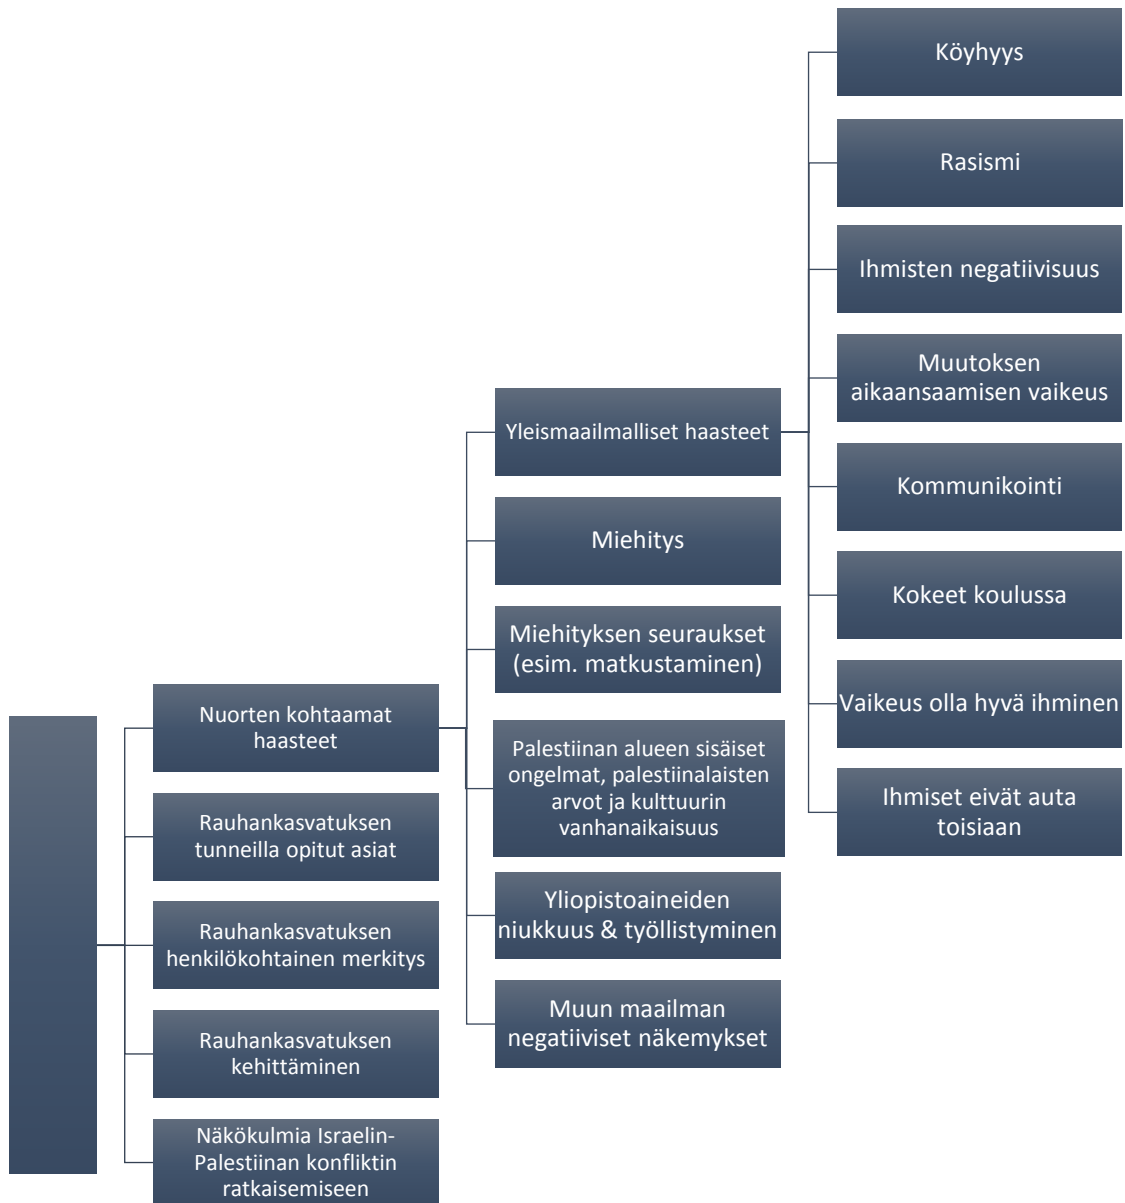 Nuorten kohtaamat
haasteet
Rauhankasvatuksen
tunneilla opitut asiat
Rauhankasvatuksen
henkilökohtainen merkitys
Rauhankasvatuksen
kehittäminen
Näkökulmia Israelin-
Palestiinan konfliktin
ratkaisemiseen
Yleismaailmalliset haasteet
Miehitys
Miehityksen seuraukset
(esim. matkustaminen)
Palestiinan alueen sisäiset
ongelmat, palestiinalaisten
arvot ja kulttuurin
vanhanaikaisuus
Yliopistoaineiden
niukkuus & työllistyminen
Muun maailman
negatiiviset näkemykset
Köyhyys
Rasismi
Ihmisten negatiivisuus
Muutoksen
aikaansaamisen vaikeus
Kommunikointi
Kokeet koulussa
Vaikeus olla hyvä ihminen
Ihmiset eivät auta
toisiaan